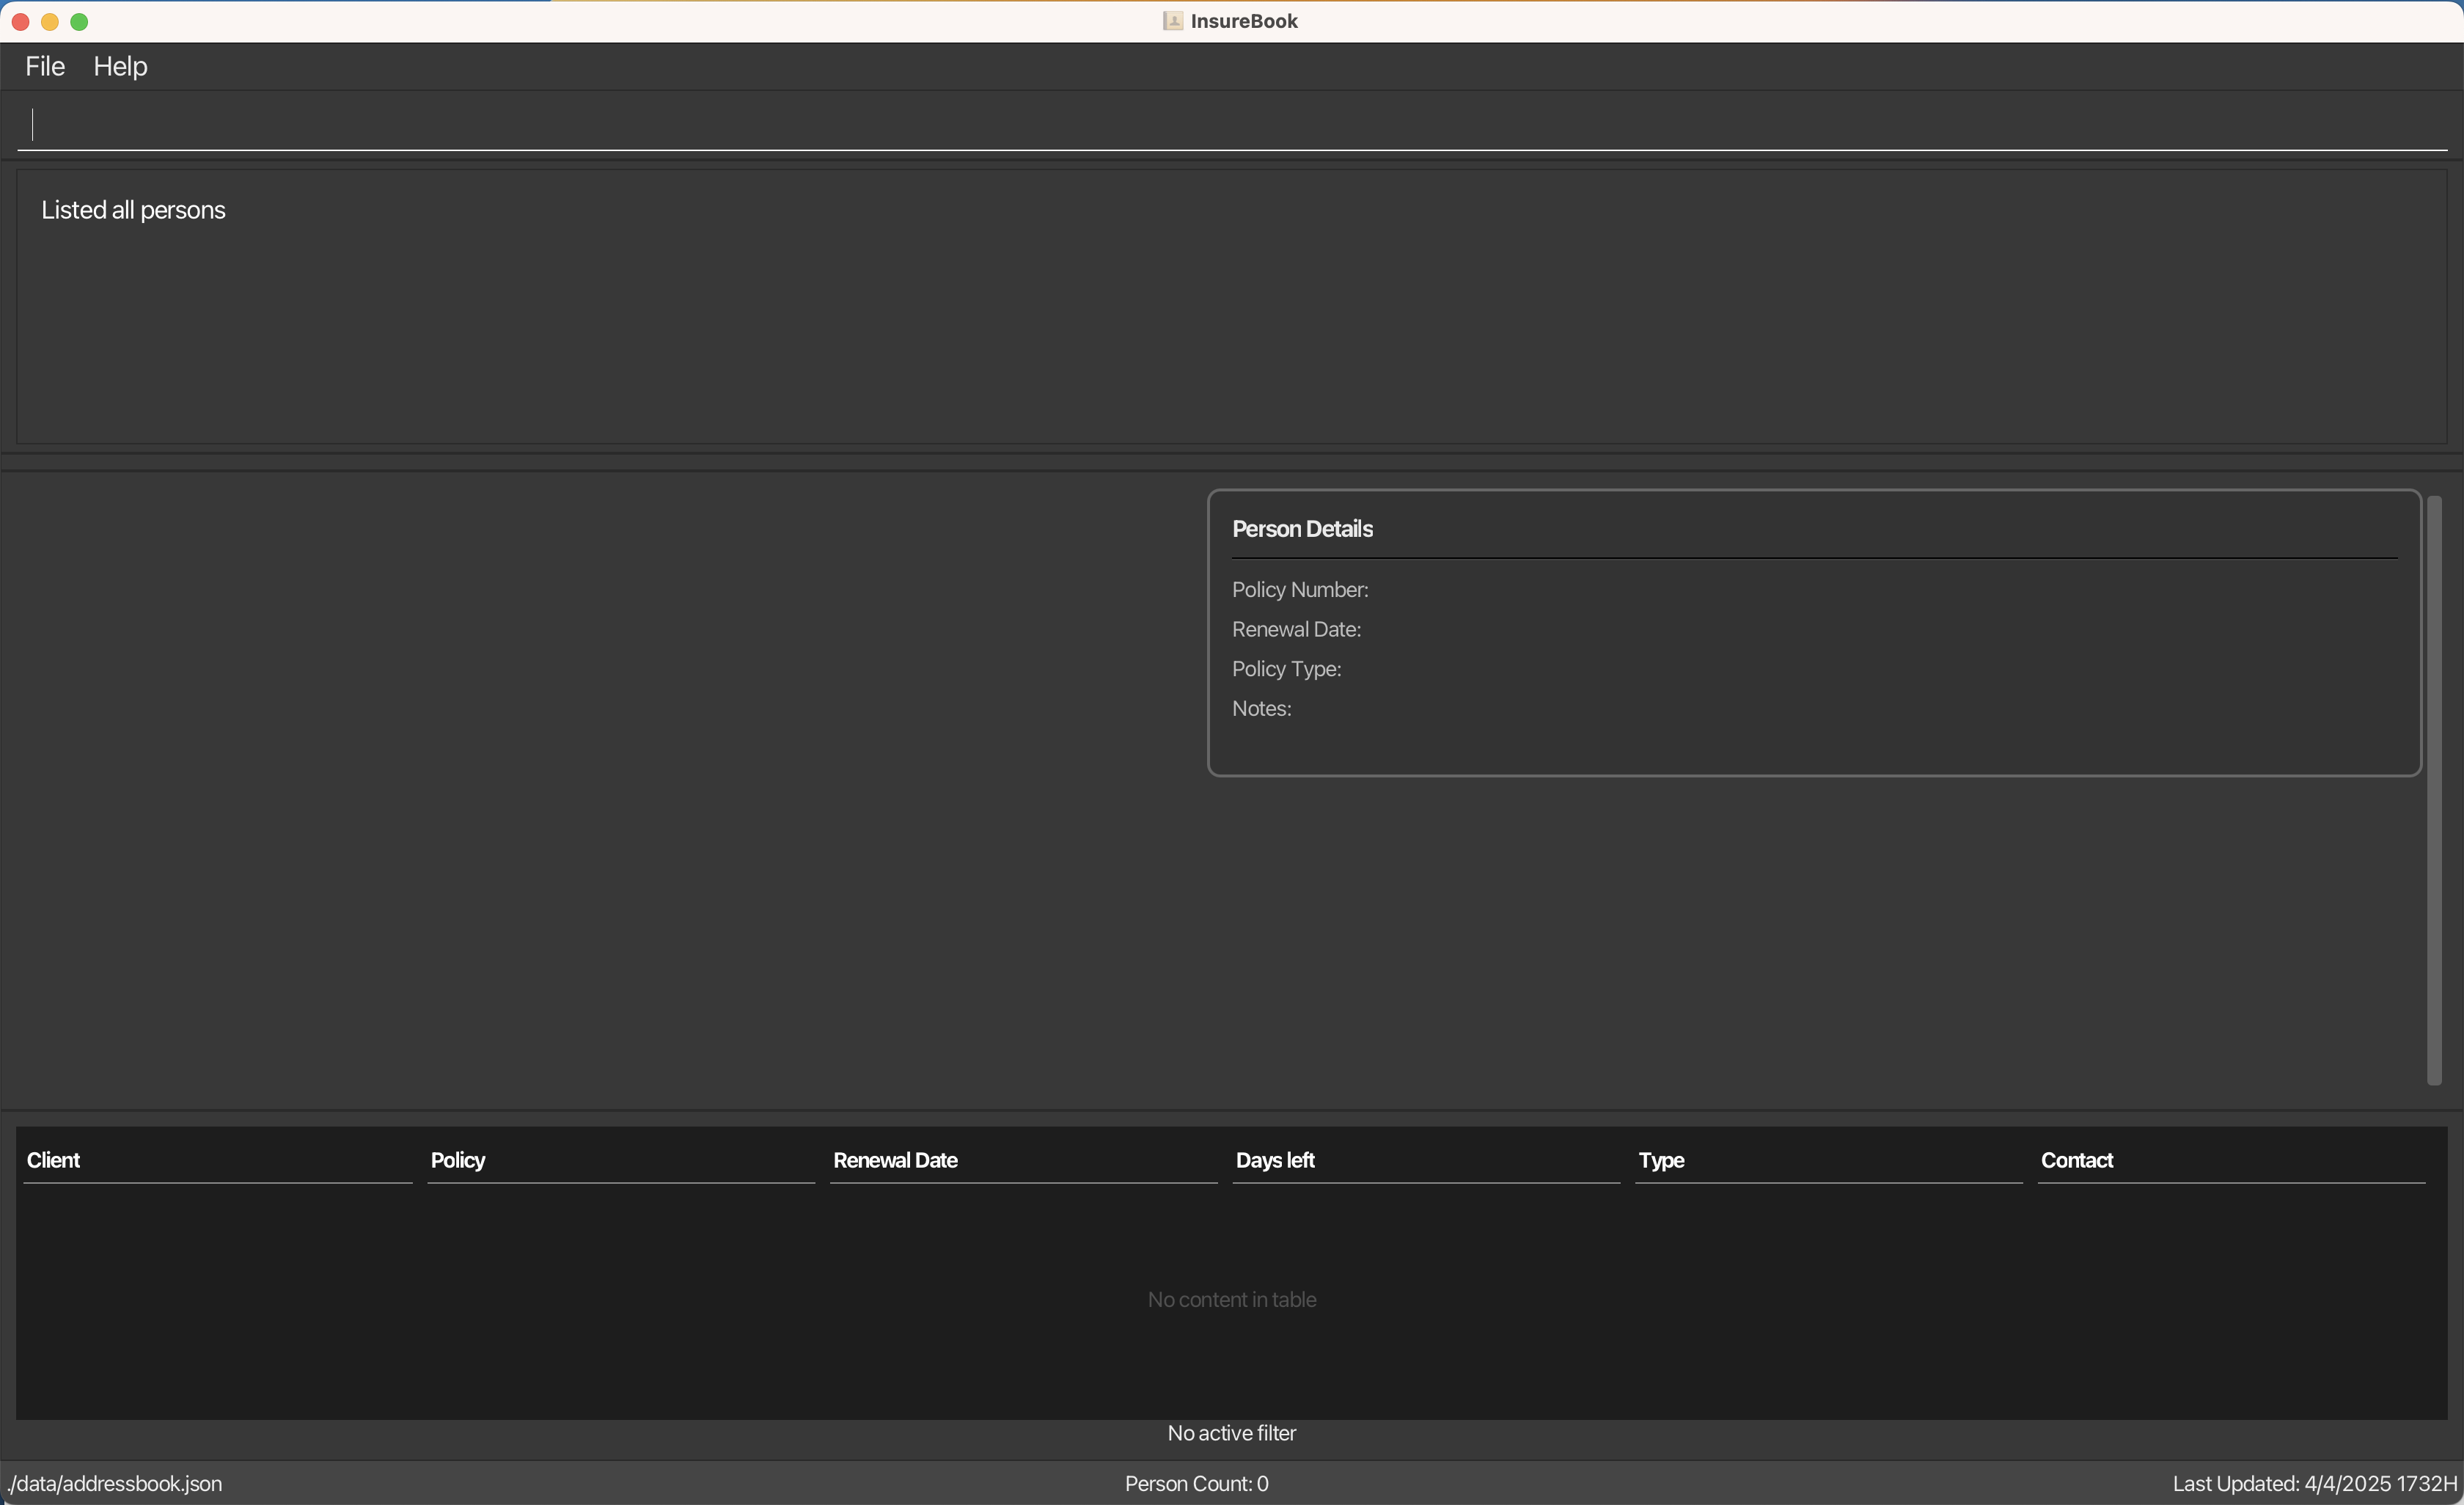 InsureBook
File Help
Listed all persons
Person Details
Policy Number:
Renewal Date:
Policy Type:
Notes:
Client Policy Renewal Date Days left Type Contact
No content in table
No active filter
./data/addressbook.json Person Count: 0 Last Updated: 4/4/2025 1732H